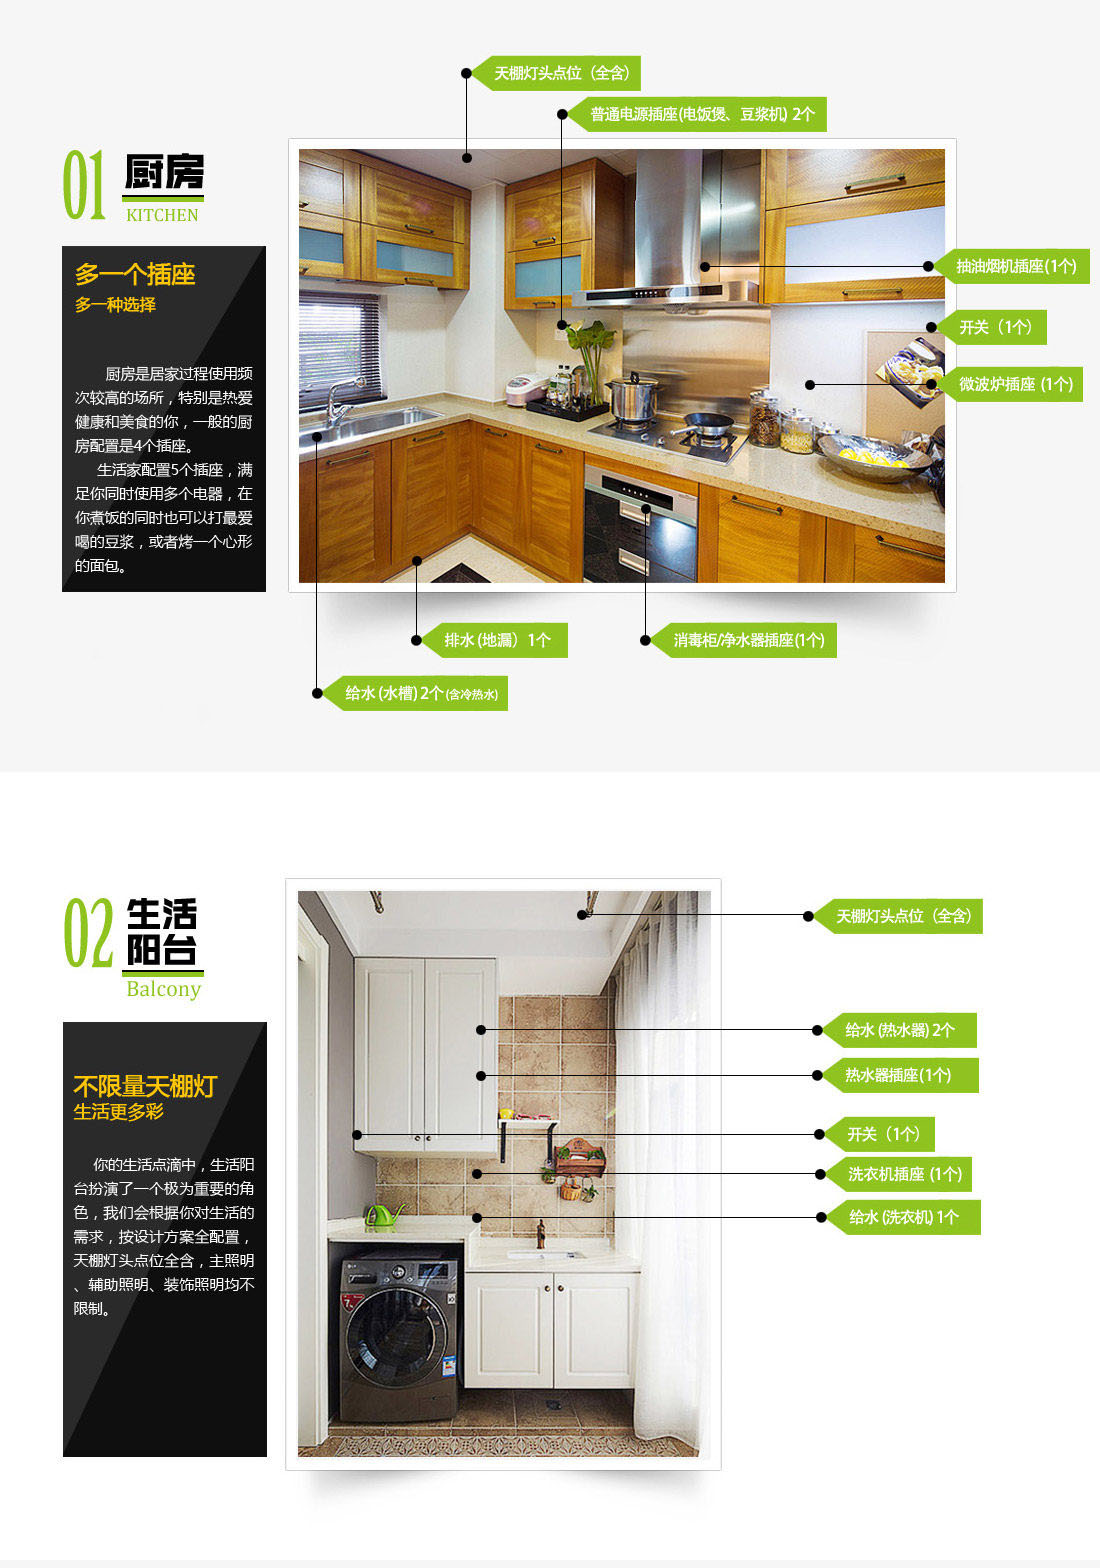 天棚灯头点位（全含）
普通电源插座(电饭煲、豆浆机) 2个
01 厨房
KITCHEN
多一个插座
多一种选择
厨房是居家过程使用频
次较高的场所，特别是热爱
健康和美食的你，一般的厨
房配置是4个插座。
生活家配置5个插座，满
足你同时使用多个电器，在
你煮饭的同时也可以打最爱
喝的豆浆，或者烤一个心形
的面包。
抽油烟机插座(1个)
开关（1个）
微波炉插座 (1个)
排水 (地漏）1个
消毒柜/净水器插座(1个)
给水 (水槽) 2个 (含冷热水)
02 生活
阳台
Balcony
不限量天棚灯
生活更多彩
你的生活点滴中，生活阳
台扮演了一个极为重要的角
色，我们会根据你对生活的
需求，按设计方案全配置，
天棚灯头点位全含，主照明
、辅助照明、装饰照明均不
限制。
天棚灯头点位（全含）
给水 (热水器) 2个
热水器插座(1个)
开关（1个）
洗衣机插座 (1个)
给水 (洗衣机) 1个